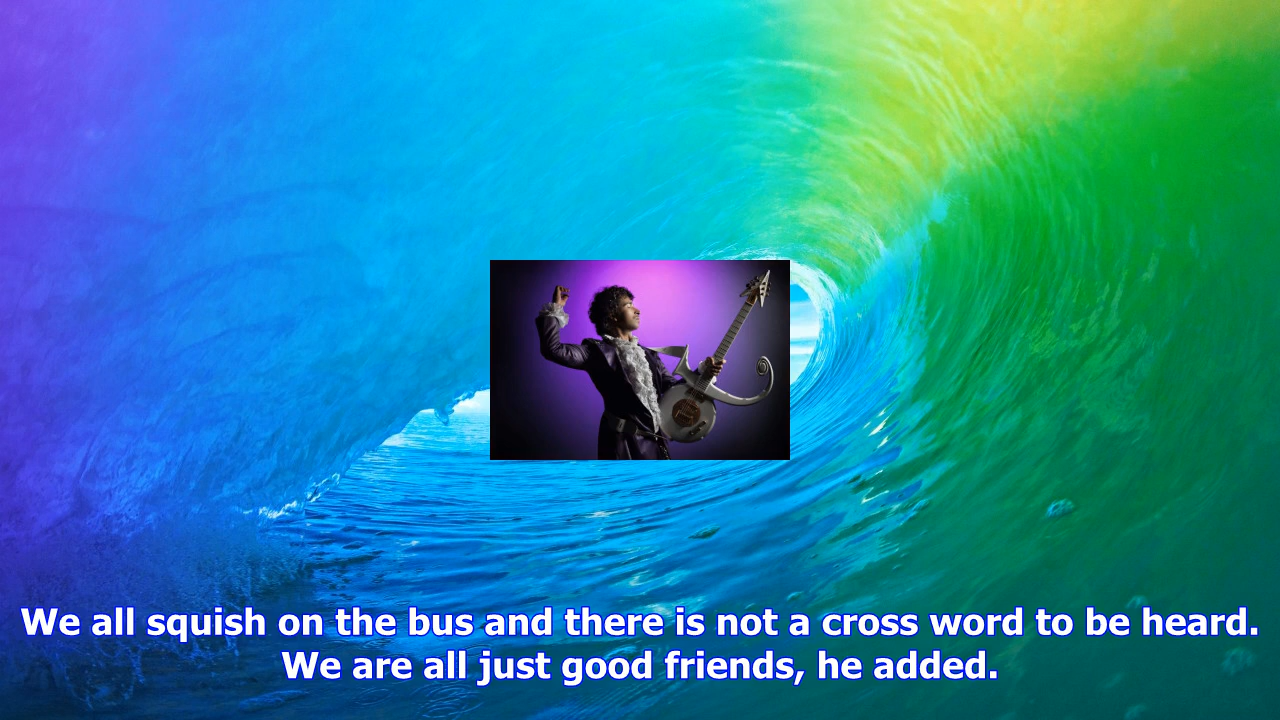 We all squish on the bus and there is not a cross word to be heard.
We are all just good friends, he added.